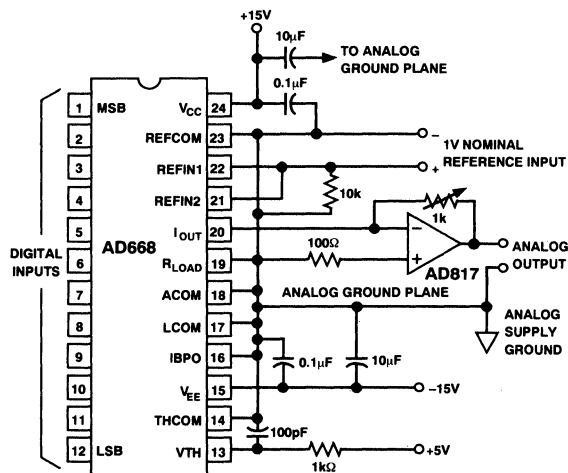 +15V
10µF
TO ANALOG
GROUND PLANE
0.1µF
1 MSB
VCC 24
2
REFCOM 23
–
1V NOMINAL
REFERENCE INPUT
3
REFIN1 22
+
4
REFIN2 21
10k
1k
5
IOUT 20
–
DIGITAL
INPUTS
AD668
6
RLOAD 19
100Ω
+
AD817
ANALOG
OUTPUT
7
ACOM 18
ANALOG GROUND PLANE
8
LCOM 17
ANALOG
SUPPLY
GROUND
9
IBPO 16
0.1µF
10µF
10
VEE 15
–15V
11
THCOM 14
100pF
12 LSB
VTH 13
1kΩ
+5V